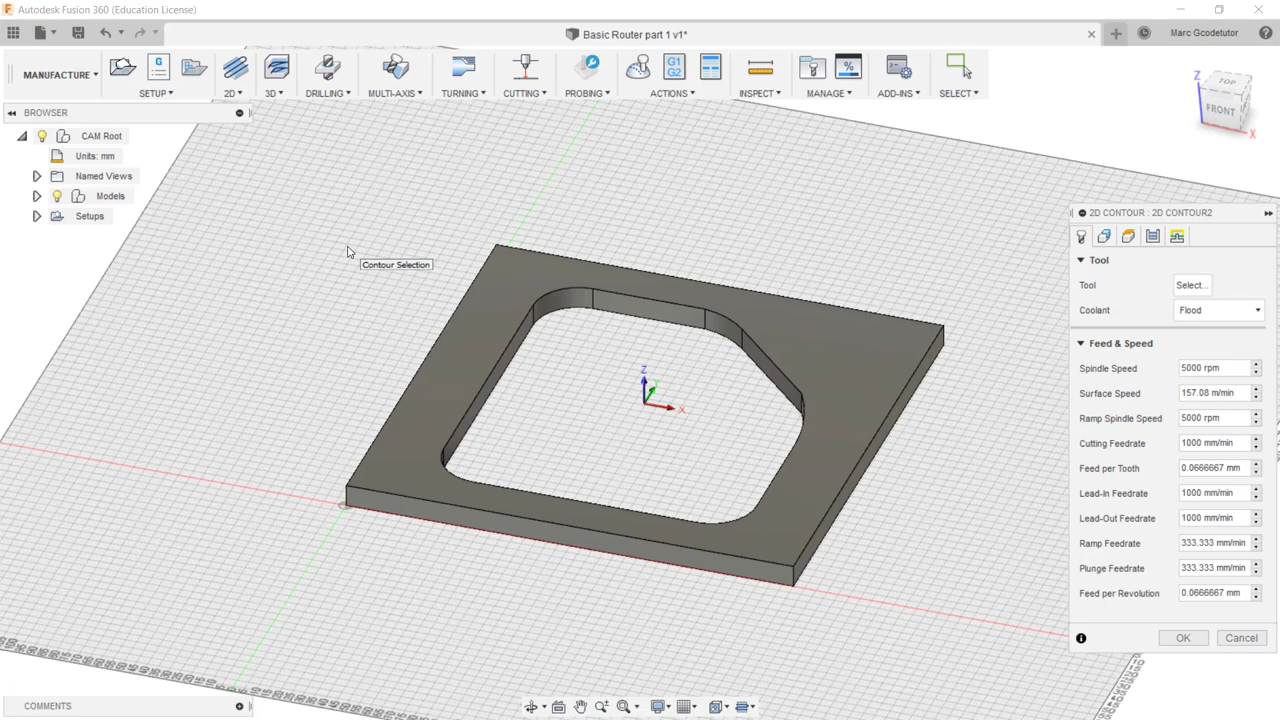 Autodesk Fusion 360 (Education License)
Basic Router part 1 v1*
Marc Gcodetutor
MANUFACTURE
SETUP
2D
3D
DRILLING
MULTI-AXIS
TURNING
CUTTING
PROBING
G1
G2
ACTIONS
INSPECT
MANAGE
ADD-INS
SELECT
BROWSER
CAM Root
Units: mm
Named Views
Models
Setups
Contour Selection
Z
TOP
FRONT
X
Z
Y
X
2D CONTOUR : 2D CONTOUR2
Tool
Tool Select...
Coolant Flood
Feed & Speed
Spindle Speed 5000 rpm
Surface Speed 157.08 m/min
Ramp Spindle Speed 5000 rpm
Cutting Feedrate 1000 mm/min
Feed per Tooth 0.0666667 mm
Lead-In Feedrate 1000 mm/min
Lead-Out Feedrate 1000 mm/min
Ramp Feedrate 333.333 mm/min
Plunge Feedrate 333.333 mm/min
Feed per Revolution 0.0666667 mm
OK Cancel
COMMENTS